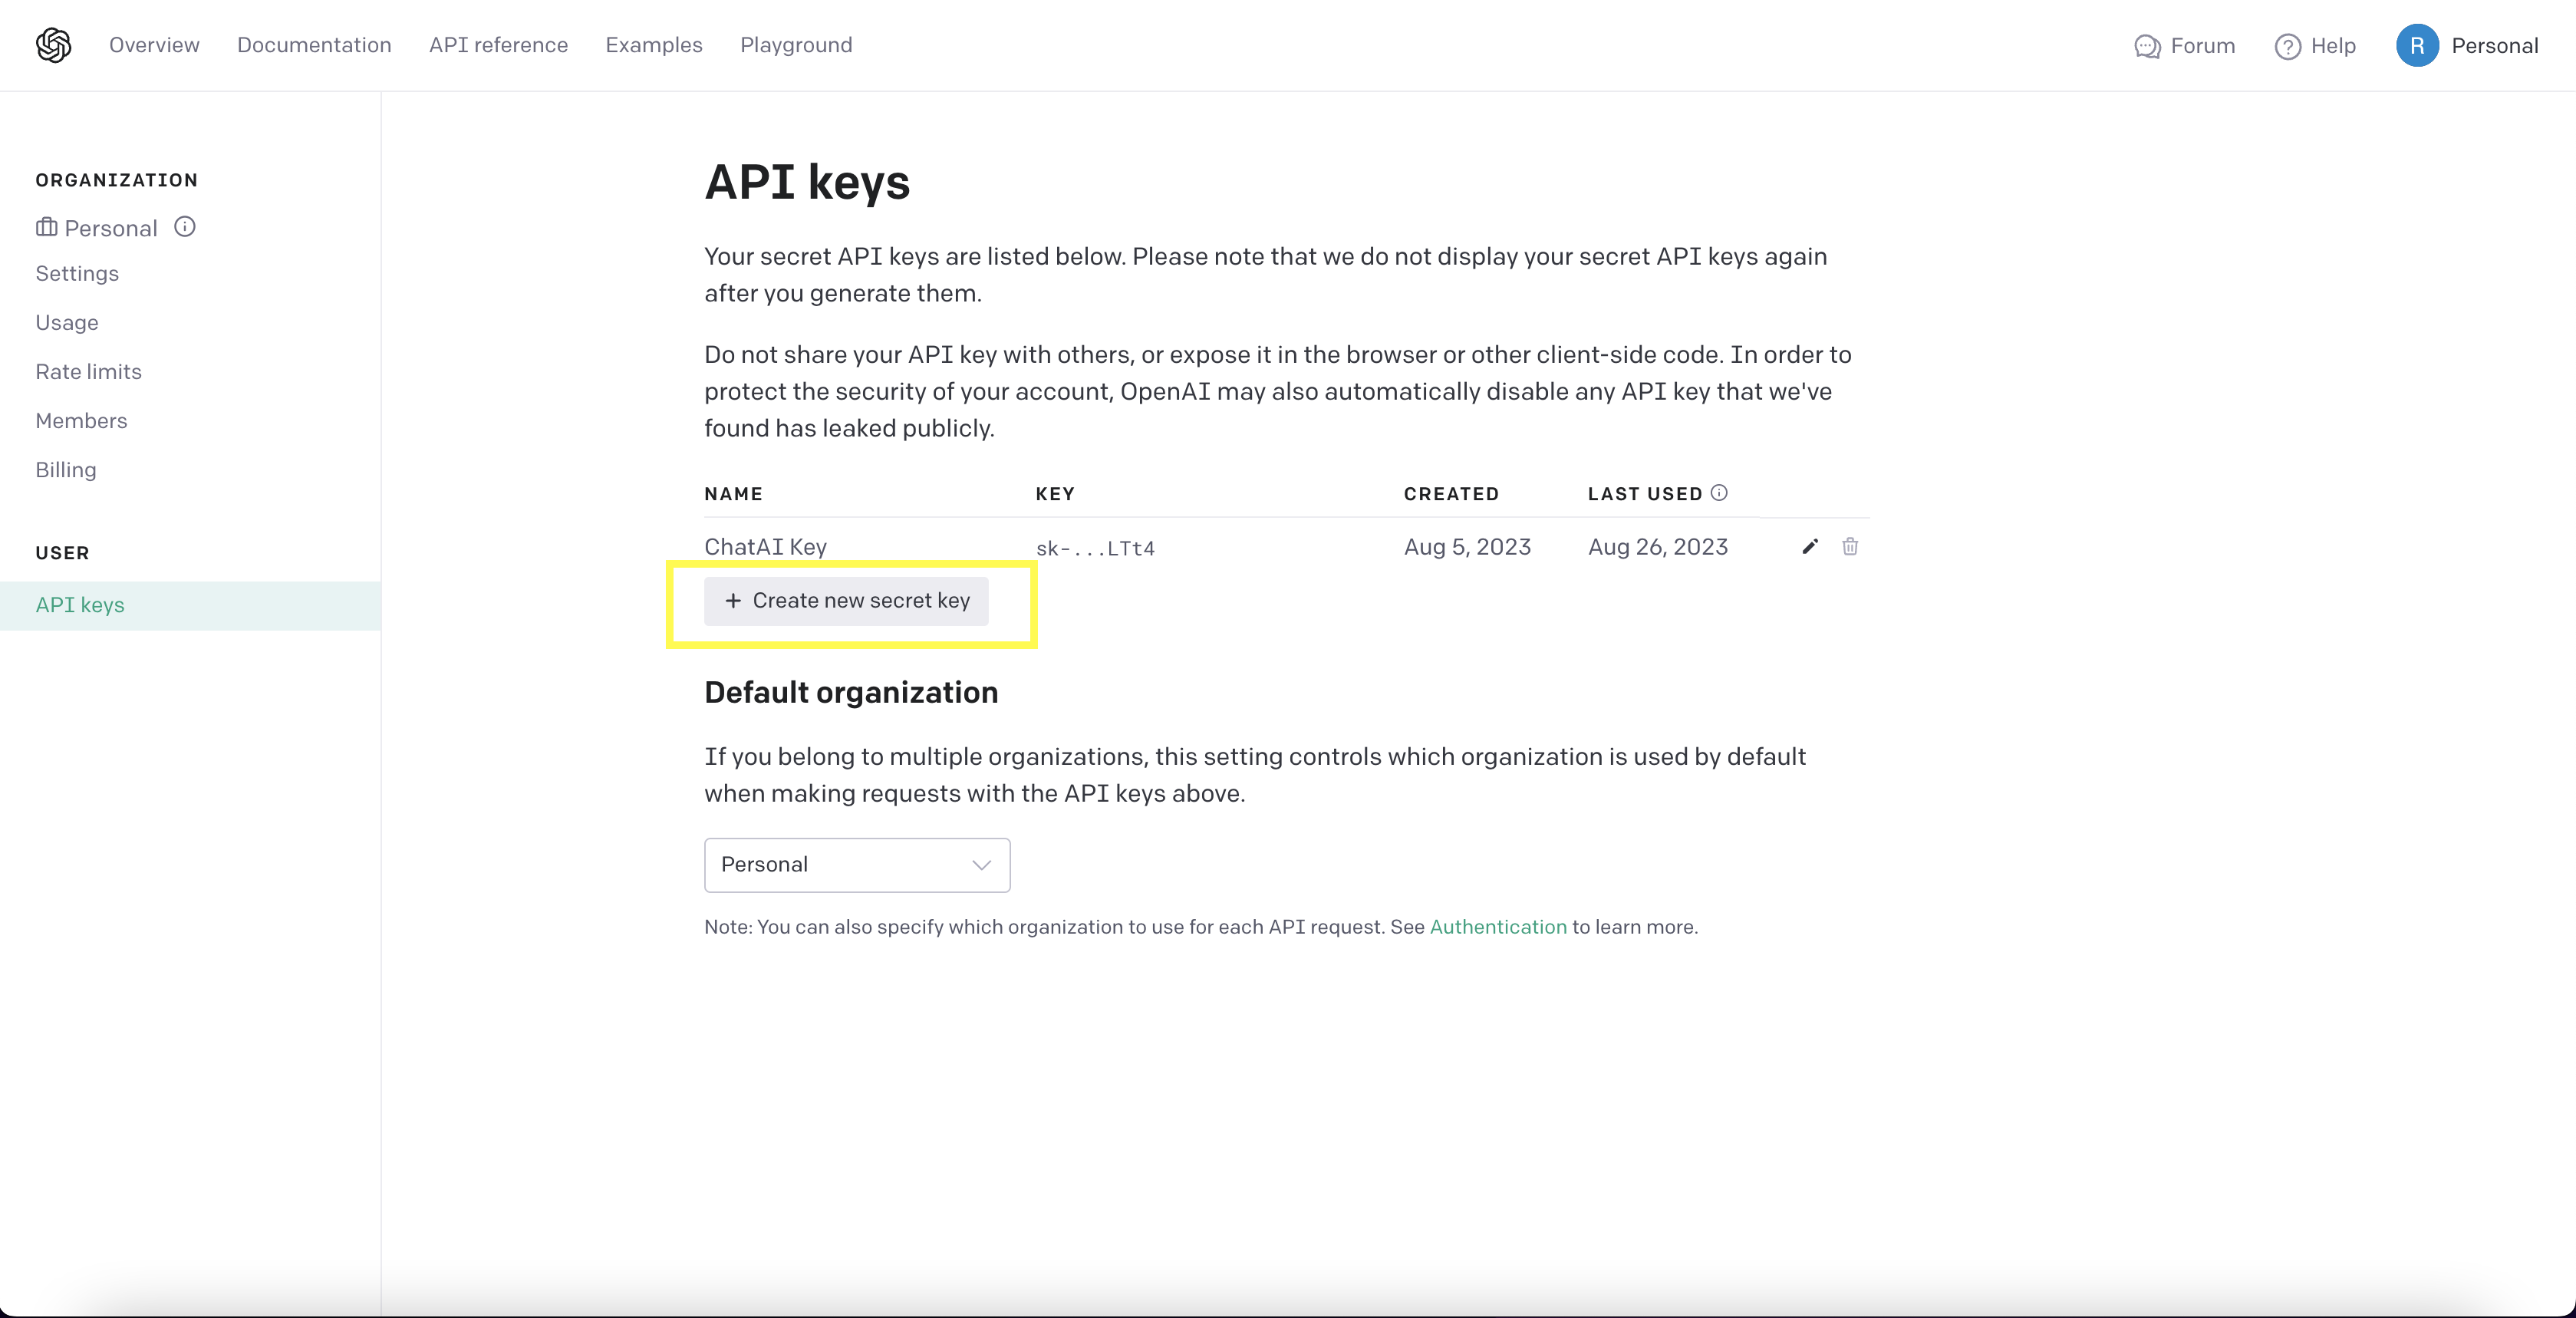 Overview Documentation API reference Examples Playground Forum Help R Personal
ORGANIZATION
Personal
Settings
Usage
Rate limits
Members
Billing
USER
API keys
API keys
Your secret API keys are listed below. Please note that we do not display your secret API keys again
after you generate them.
Do not share your API key with others, or expose it in the browser or other client-side code. In order to
protect the security of your account, OpenAI may also automatically disable any API key that we've
found has leaked publicly.
NAME KEY CREATED LAST USED
ChatAI Key sk-...LTt4 Aug 5, 2023 Aug 26, 2023
+ Create new secret key
Default organization
If you belong to multiple organizations, this setting controls which organization is used by default
when making requests with the API keys above.
Personal
Note: You can also specify which organization to use for each API request. See Authentication to learn more.